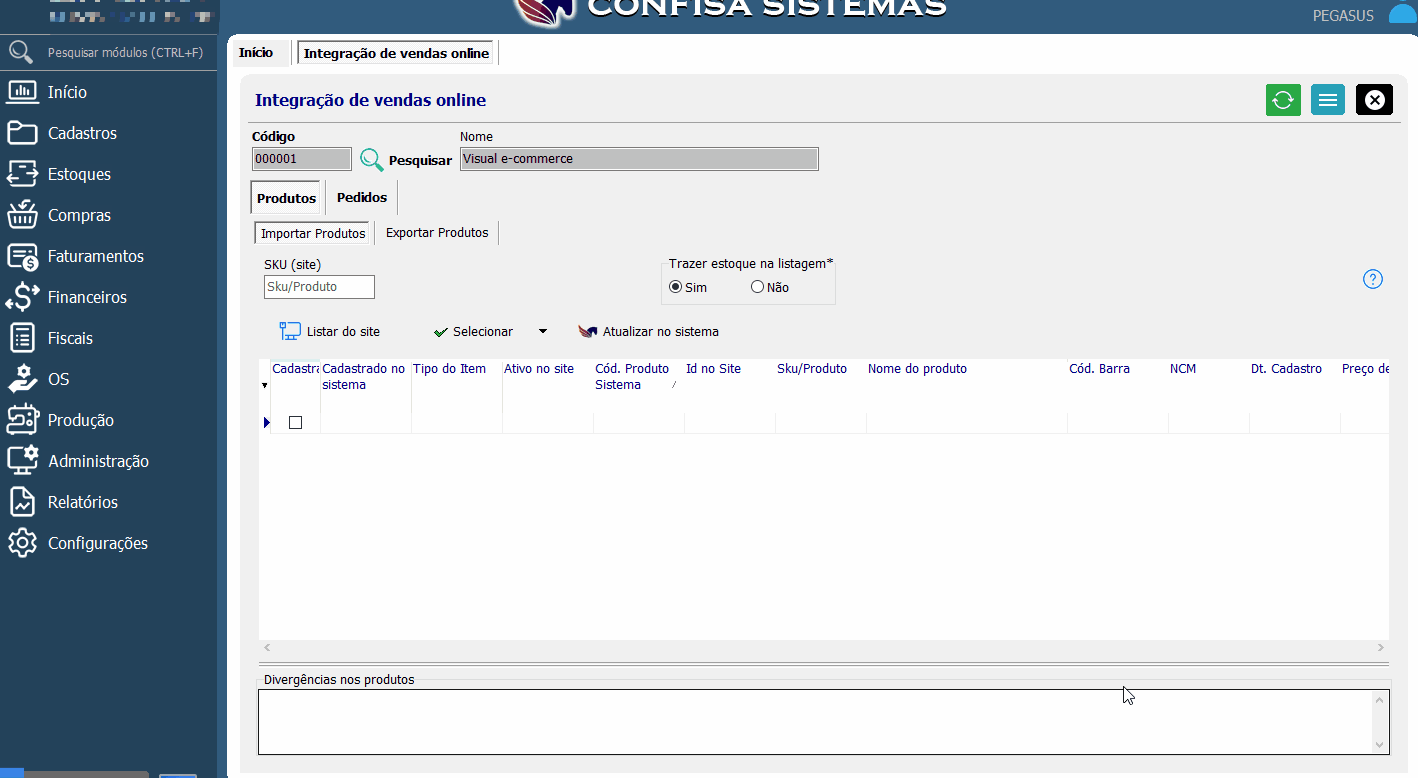 CONFISA SISTEMAS
PEGASUS
Pesquisar módulos (CTRL+F)
Início
Cadastros
Estoques
Compras
Faturamentos
Financeiros
Fiscais
OS
Produção
Administração
Relatórios
Configurações
Início
Integração de vendas online
Integração de vendas online
Código
Nome
000001
Pesquisar
Visual e-commerce
Produtos
Pedidos
Importar Produtos
Exportar Produtos
SKU (site)
Sku/Produto
Trazer estoque na listagem*
Sim
Não
Listar do site
Selecionar
Atualizar no sistema
Cadastra
Cadastrado no sistema
Tipo do Item
Ativo no site
Cód. Produto Sistema
Id no Site
Sku/Produto
Nome do produto
Cód. Barra
NCM
Dt. Cadastro
Preço de
Divergências nos produtos